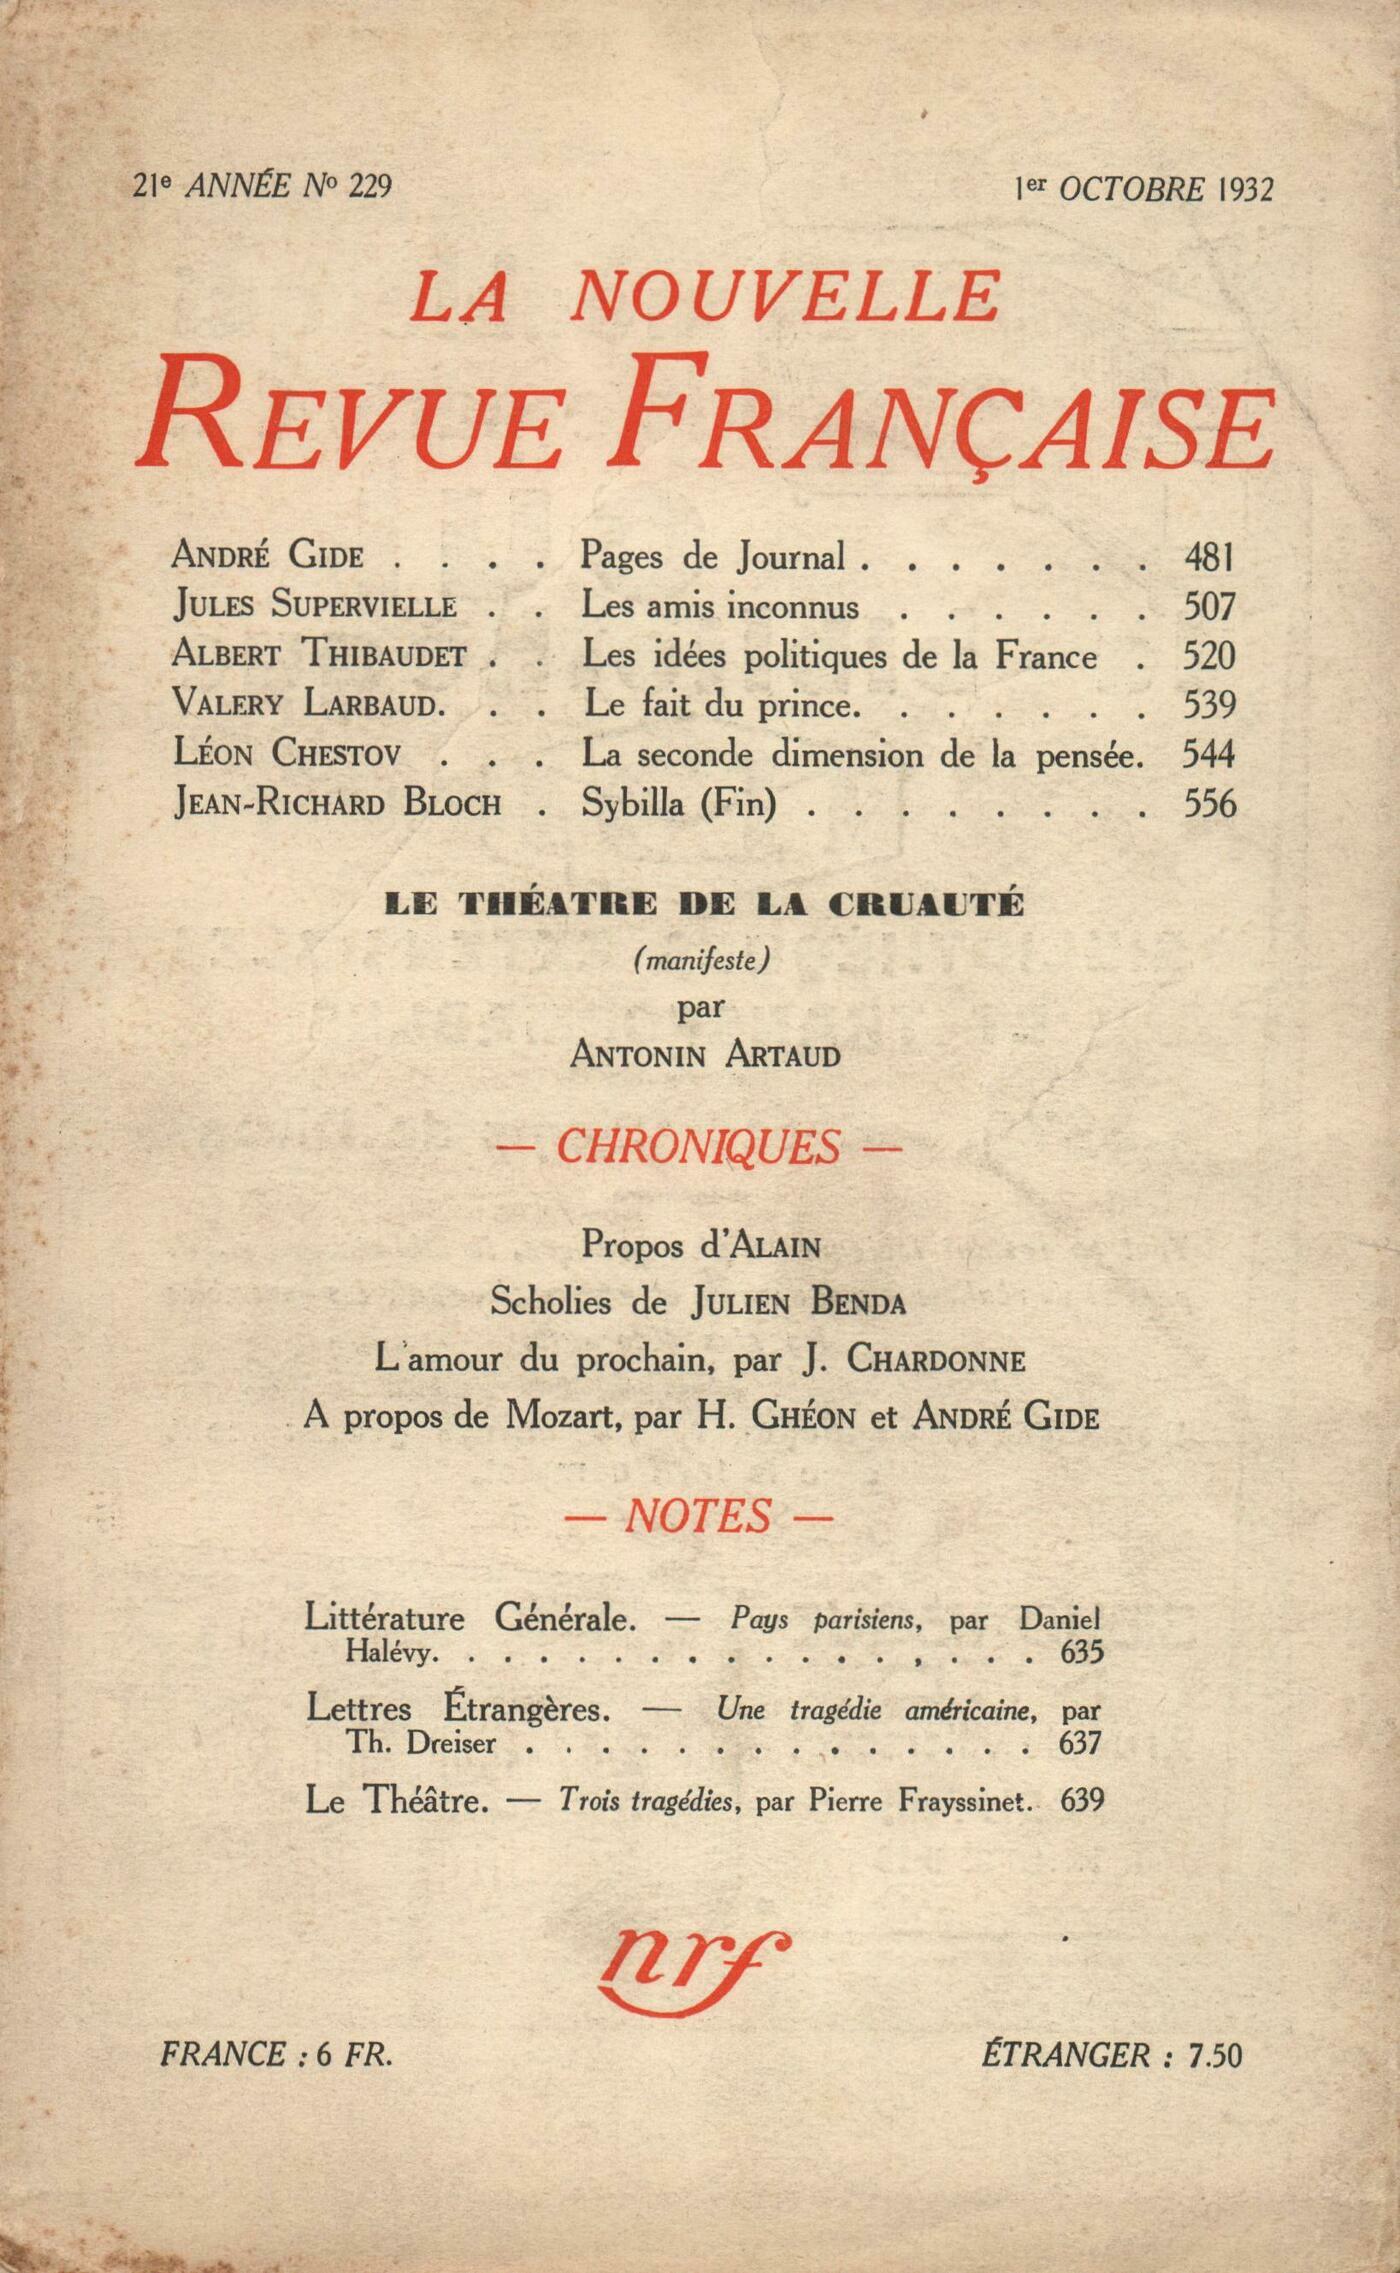 21e ANNÉE No 229
1er OCTOBRE 1932
LA NOUVELLE
REVUE FRANÇAISE
ANDRÉ GIDE . . . . Pages de Journal . . . . . . . 481
JULES SUPERVIELLE . . Les amis inconnus . . . . . . 507
ALBERT THIBAUDET . . Les idées politiques de la France . 520
VALERY LARBAUD. . . Le fait du prince. . . . . . . 539
LÉON CHESTOV . . . La seconde dimension de la pensée. 544
JEAN-RICHARD BLOCH . Sybilla (Fin) . . . . . . . . 556
LE THÉATRE DE LA CRUAUTÉ
(manifeste)
par
ANTONIN ARTAUD
— CHRONIQUES —
Propos d'ALAIN
Scholies de JULIEN BENDA
L'amour du prochain, par J. CHARDONNE
A propos de Mozart, par H. GHÉON et ANDRÉ GIDE
— NOTES —
Littérature Générale. — Pays parisiens, par Daniel
Halévy. . . . . . . . . . . . . . , . . . 635
Lettres Étrangères. — Une tragédie américaine, par
Th. Dreiser . . . . . . . . . . . . . . 637
Le Théâtre. — Trois tragédies, par Pierre Frayssinet. 639
nrf
FRANCE : 6 FR.
ÉTRANGER : 7.50